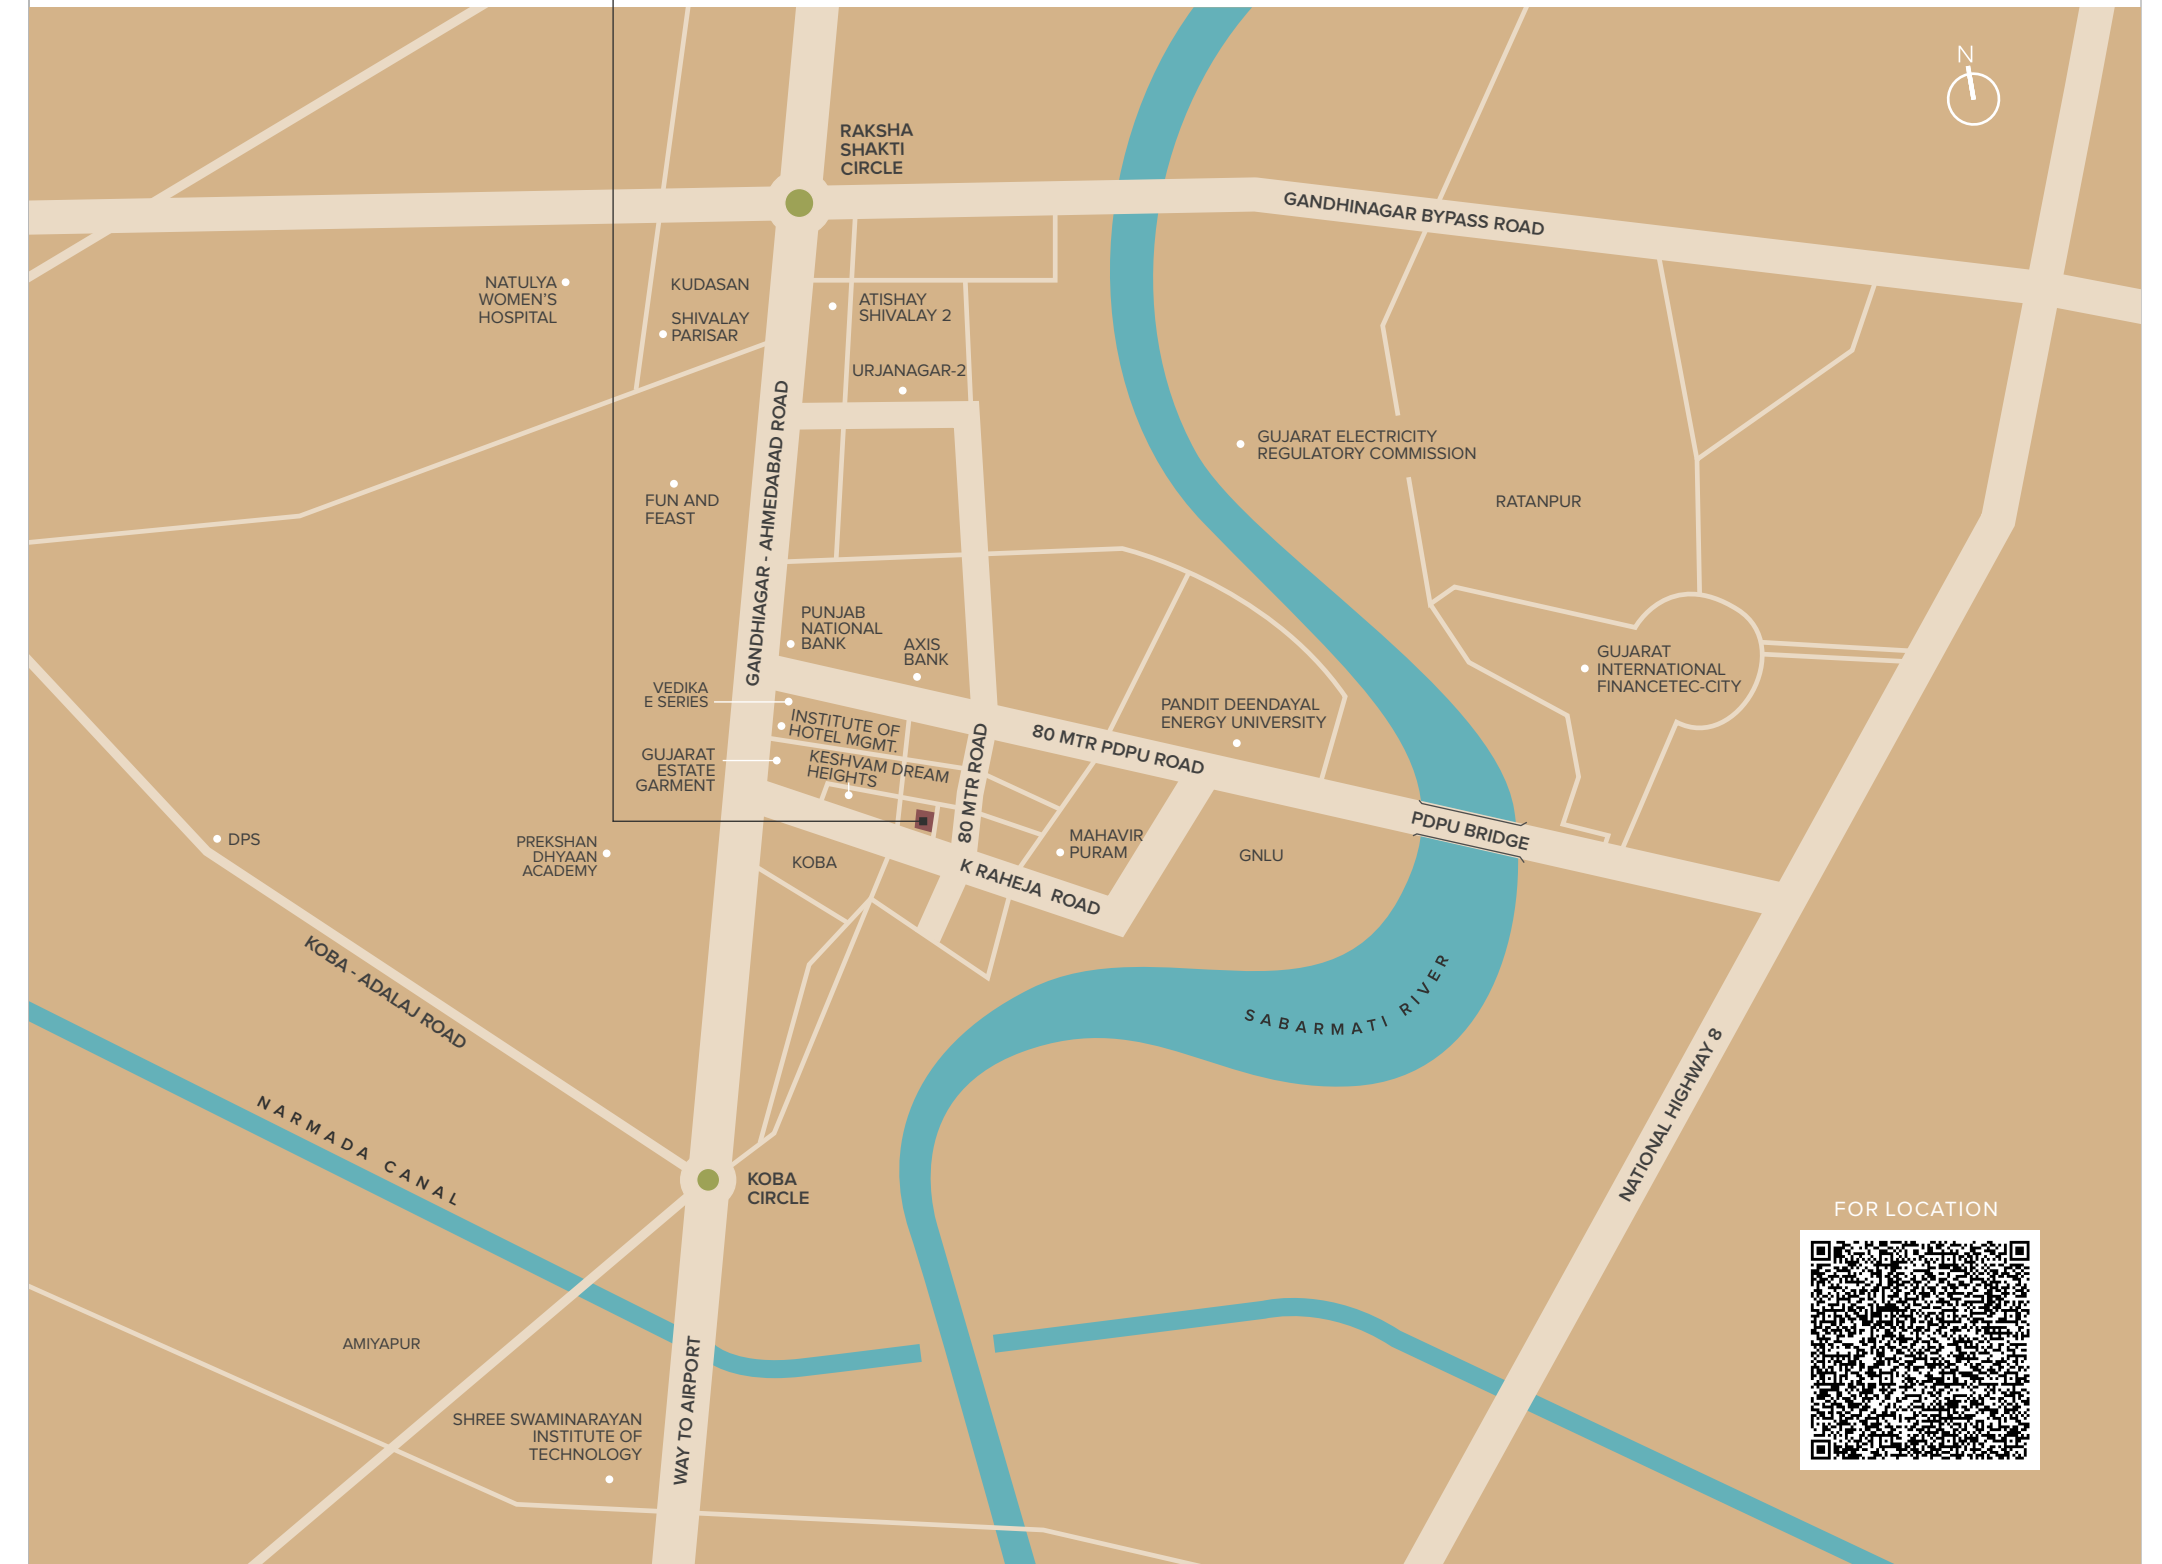 N
RAKSHA
SHAKTI
CIRCLE
GANDHINAGAR BYPASS ROAD
NATULYA
WOMEN'S
HOSPITAL
KUDASAN
SHIVALAY
PARISAR
ATISHAY
SHIVALAY 2
URJANAGAR-2
GANDHIAGAR - AHMEDABAD ROAD
GUJARAT ELECTRICITY
REGULATORY COMMISSION
RATANPUR
FUN AND
FEAST
PUNJAB
NATIONAL
BANK
AXIS
BANK
GUJARAT
INTERNATIONAL
FINANCETEC-CITY
VEDIKA
E SERIES
INSTITUTE OF
HOTEL MGMT.
PANDIT DEENDAYAL
ENERGY UNIVERSITY
80 MTR PDPU ROAD
GUJARAT
ESTATE
GARMENT
KESHVAM DREAM
HEIGHTS
80 MTR ROAD
PDPU BRIDGE
DPS
PREKSHAN
DHYAAN
ACADEMY
KOBA
MAHAVIR
PURAM
GNLU
K RAHEJA ROAD
KOBA - ADALAJ ROAD
SABARMATI RIVER
NARMADA CANAL
NATIONAL HIGHWAY 8
KOBA
CIRCLE
FOR LOCATION
AMIYAPUR
WAY TO AIRPORT
SHREE SWAMINARAYAN
INSTITUTE OF
TECHNOLOGY